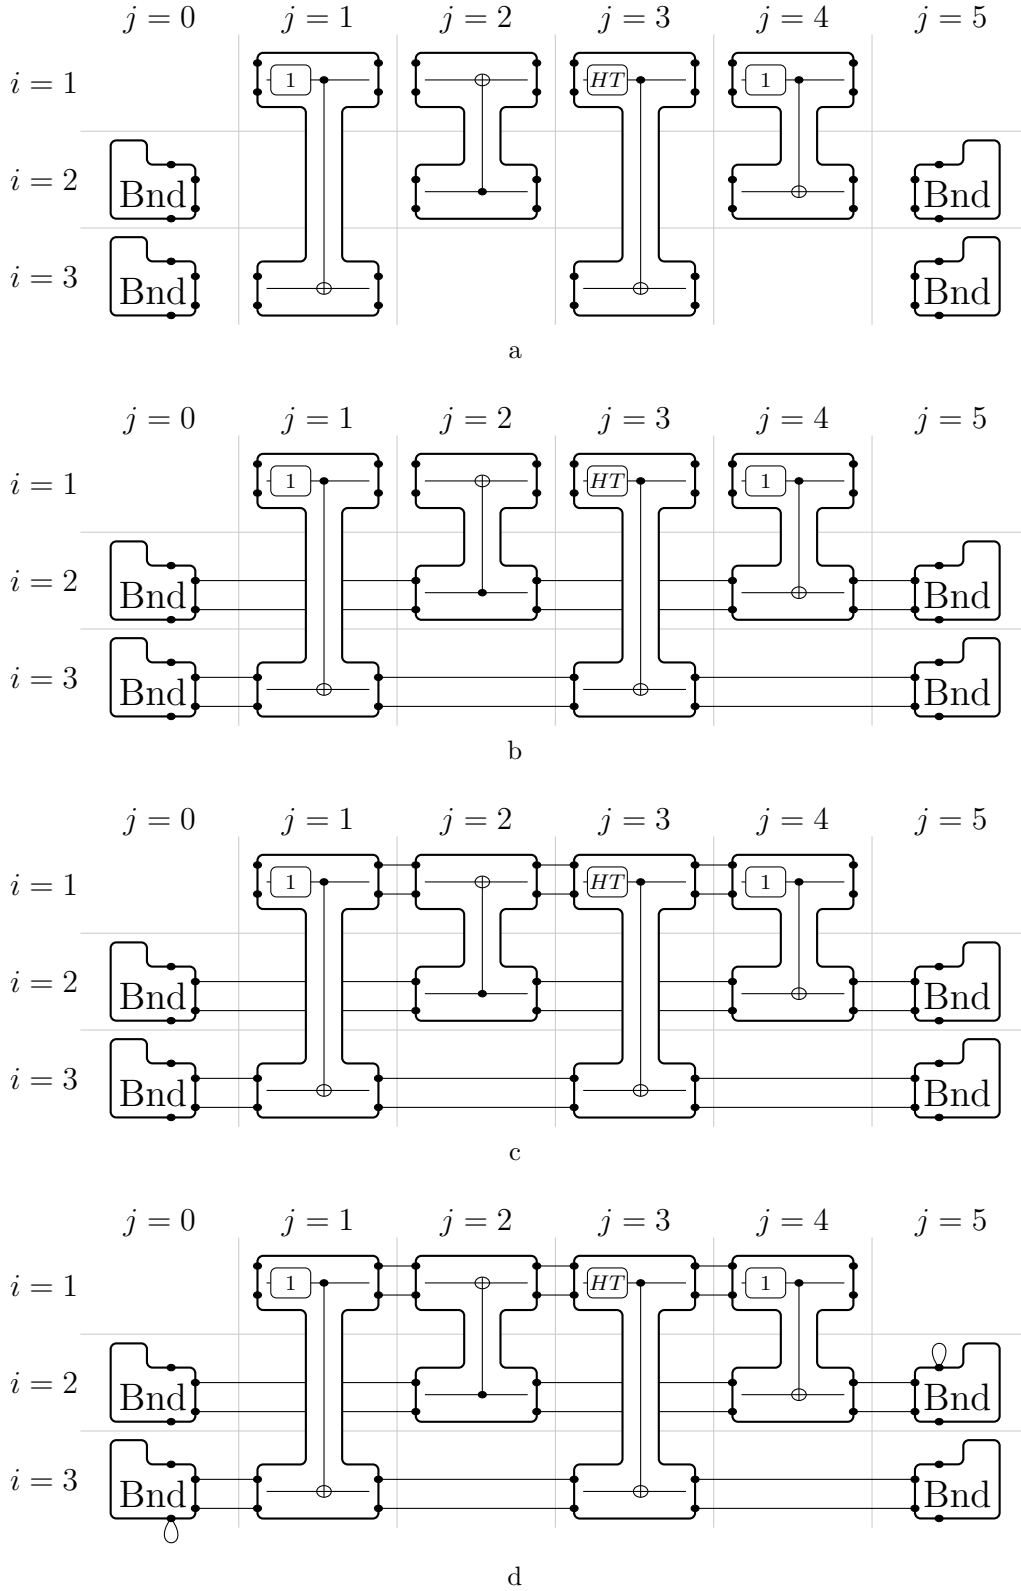 j = 0 j = 1 j = 2 j = 3 j = 4 j = 5
i = 1 1 HT 1
i = 2 Bnd Bnd
i = 3 Bnd Bnd
a
j = 0 j = 1 j = 2 j = 3 j = 4 j = 5
i = 1 1 HT 1
i = 2 Bnd Bnd
i = 3 Bnd Bnd
b
j = 0 j = 1 j = 2 j = 3 j = 4 j = 5
i = 1 1 HT 1
i = 2 Bnd Bnd
i = 3 Bnd Bnd
c
j = 0 j = 1 j = 2 j = 3 j = 4 j = 5
i = 1 1 HT 1
i = 2 Bnd Bnd
i = 3 Bnd Bnd
d